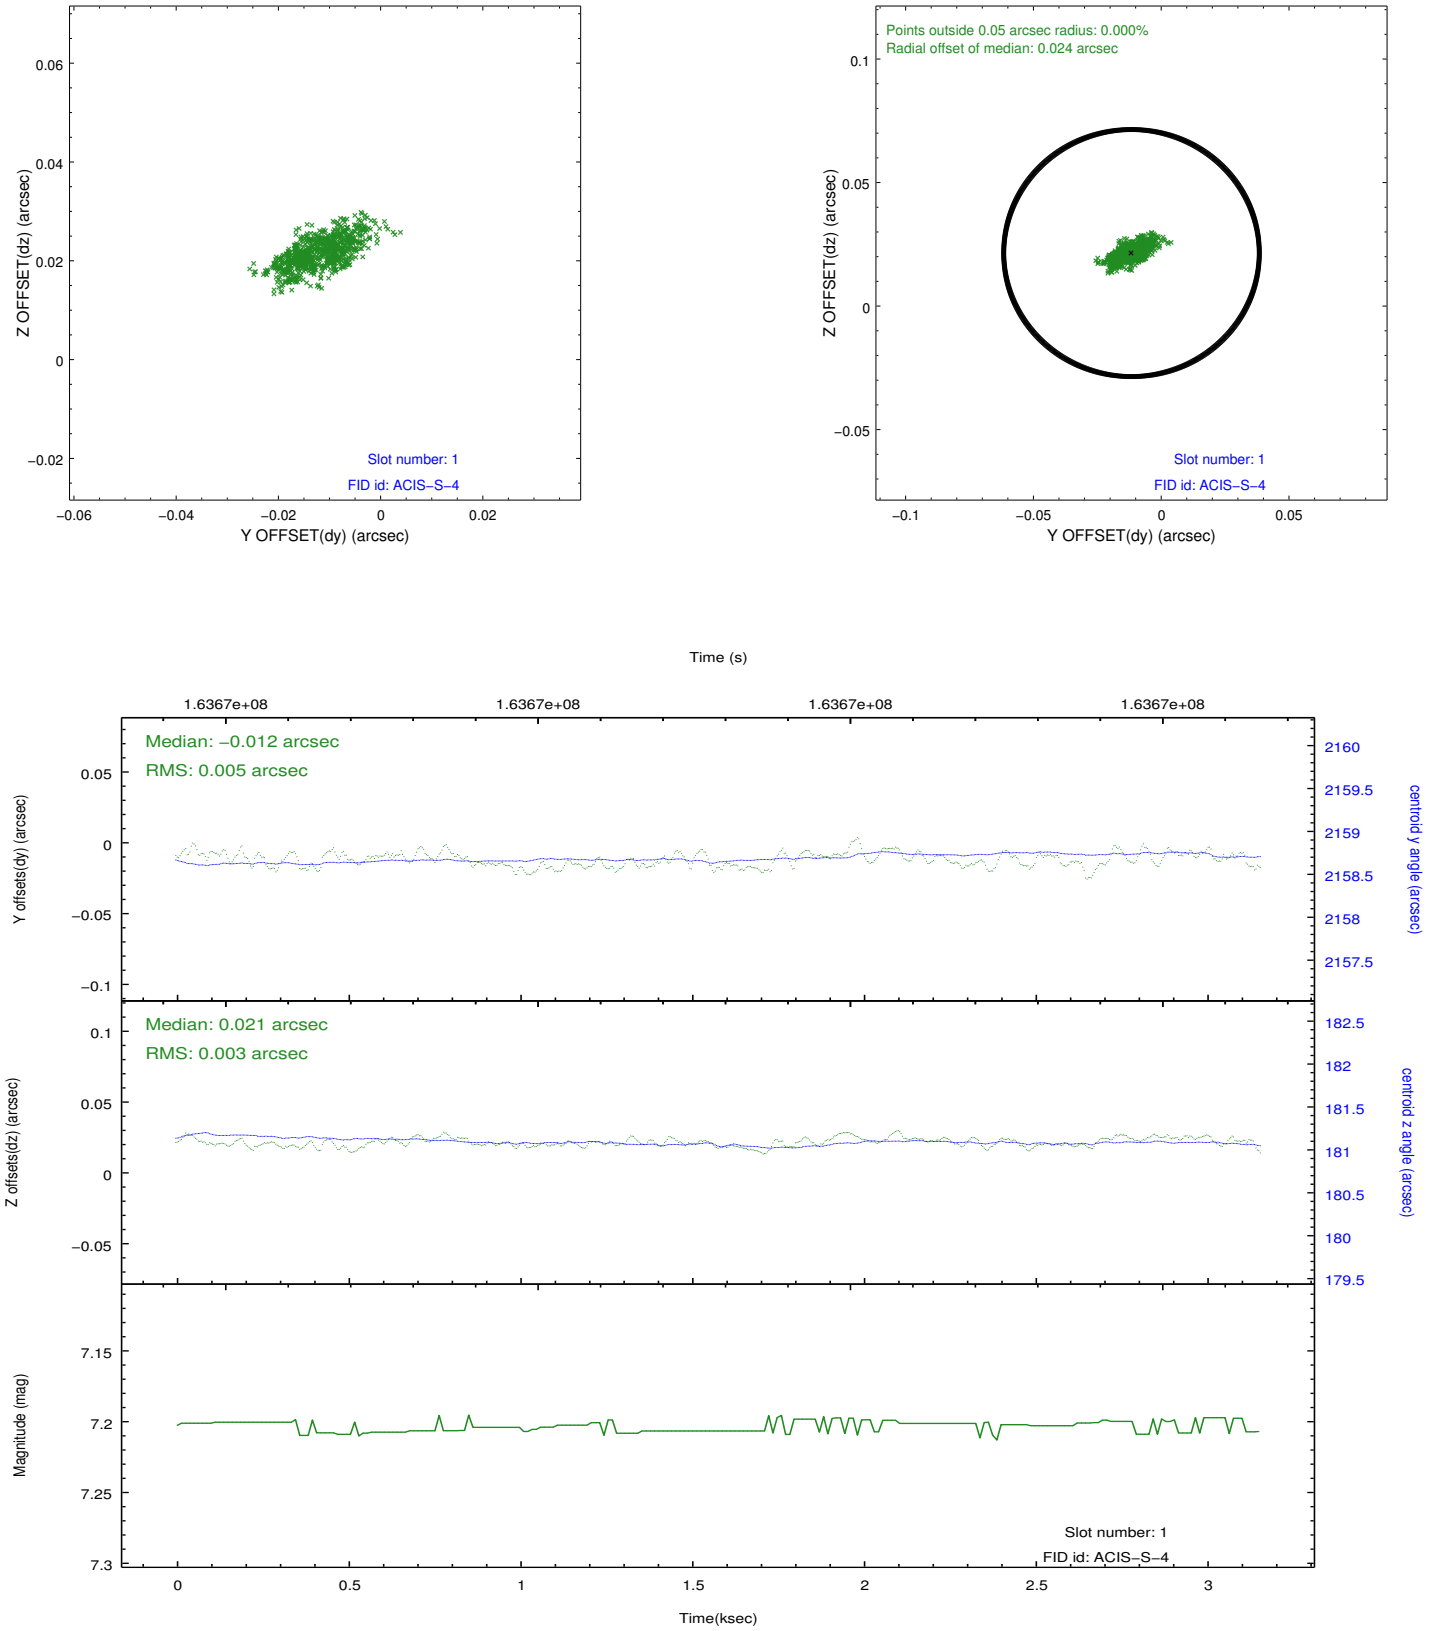 0.06
0.04
0.02
0
−0.02
Z OFFSET(dz) (arcsec)
Slot number: 1
FID id: ACIS−S−4
−0.06
−0.04
−0.02
0
0.02
Y OFFSET(dy) (arcsec)
Points outside 0.05 arcsec radius: 0.000%
Radial offset of median: 0.024 arcsec
0.1
0.05
0
−0.05
Z OFFSET(dz) (arcsec)
Slot number: 1
FID id: ACIS−S−4
−0.1
−0.05
0
0.05
Y OFFSET(dy) (arcsec)
Time (s)
1.6367e+08
1.6367e+08
1.6367e+08
1.6367e+08
Median: −0.012 arcsec
RMS: 0.005 arcsec
0.05
0
−0.05
−0.1
Y offsets(dy) (arcsec)
2160
2159.5
2159
2158.5
2158
2157.5
centroid y angle (arcsec)
Median: 0.021 arcsec
RMS: 0.003 arcsec
0.1
0.05
0
−0.05
Z offsets(dz) (arcsec)
182.5
182
181.5
181
180.5
180
179.5
centroid z angle (arcsec)
7.15
7.2
7.25
7.3
Magnitude (mag)
Slot number: 1
FID id: ACIS−S−4
0
0.5
1
1.5
2
2.5
3
Time(ksec)